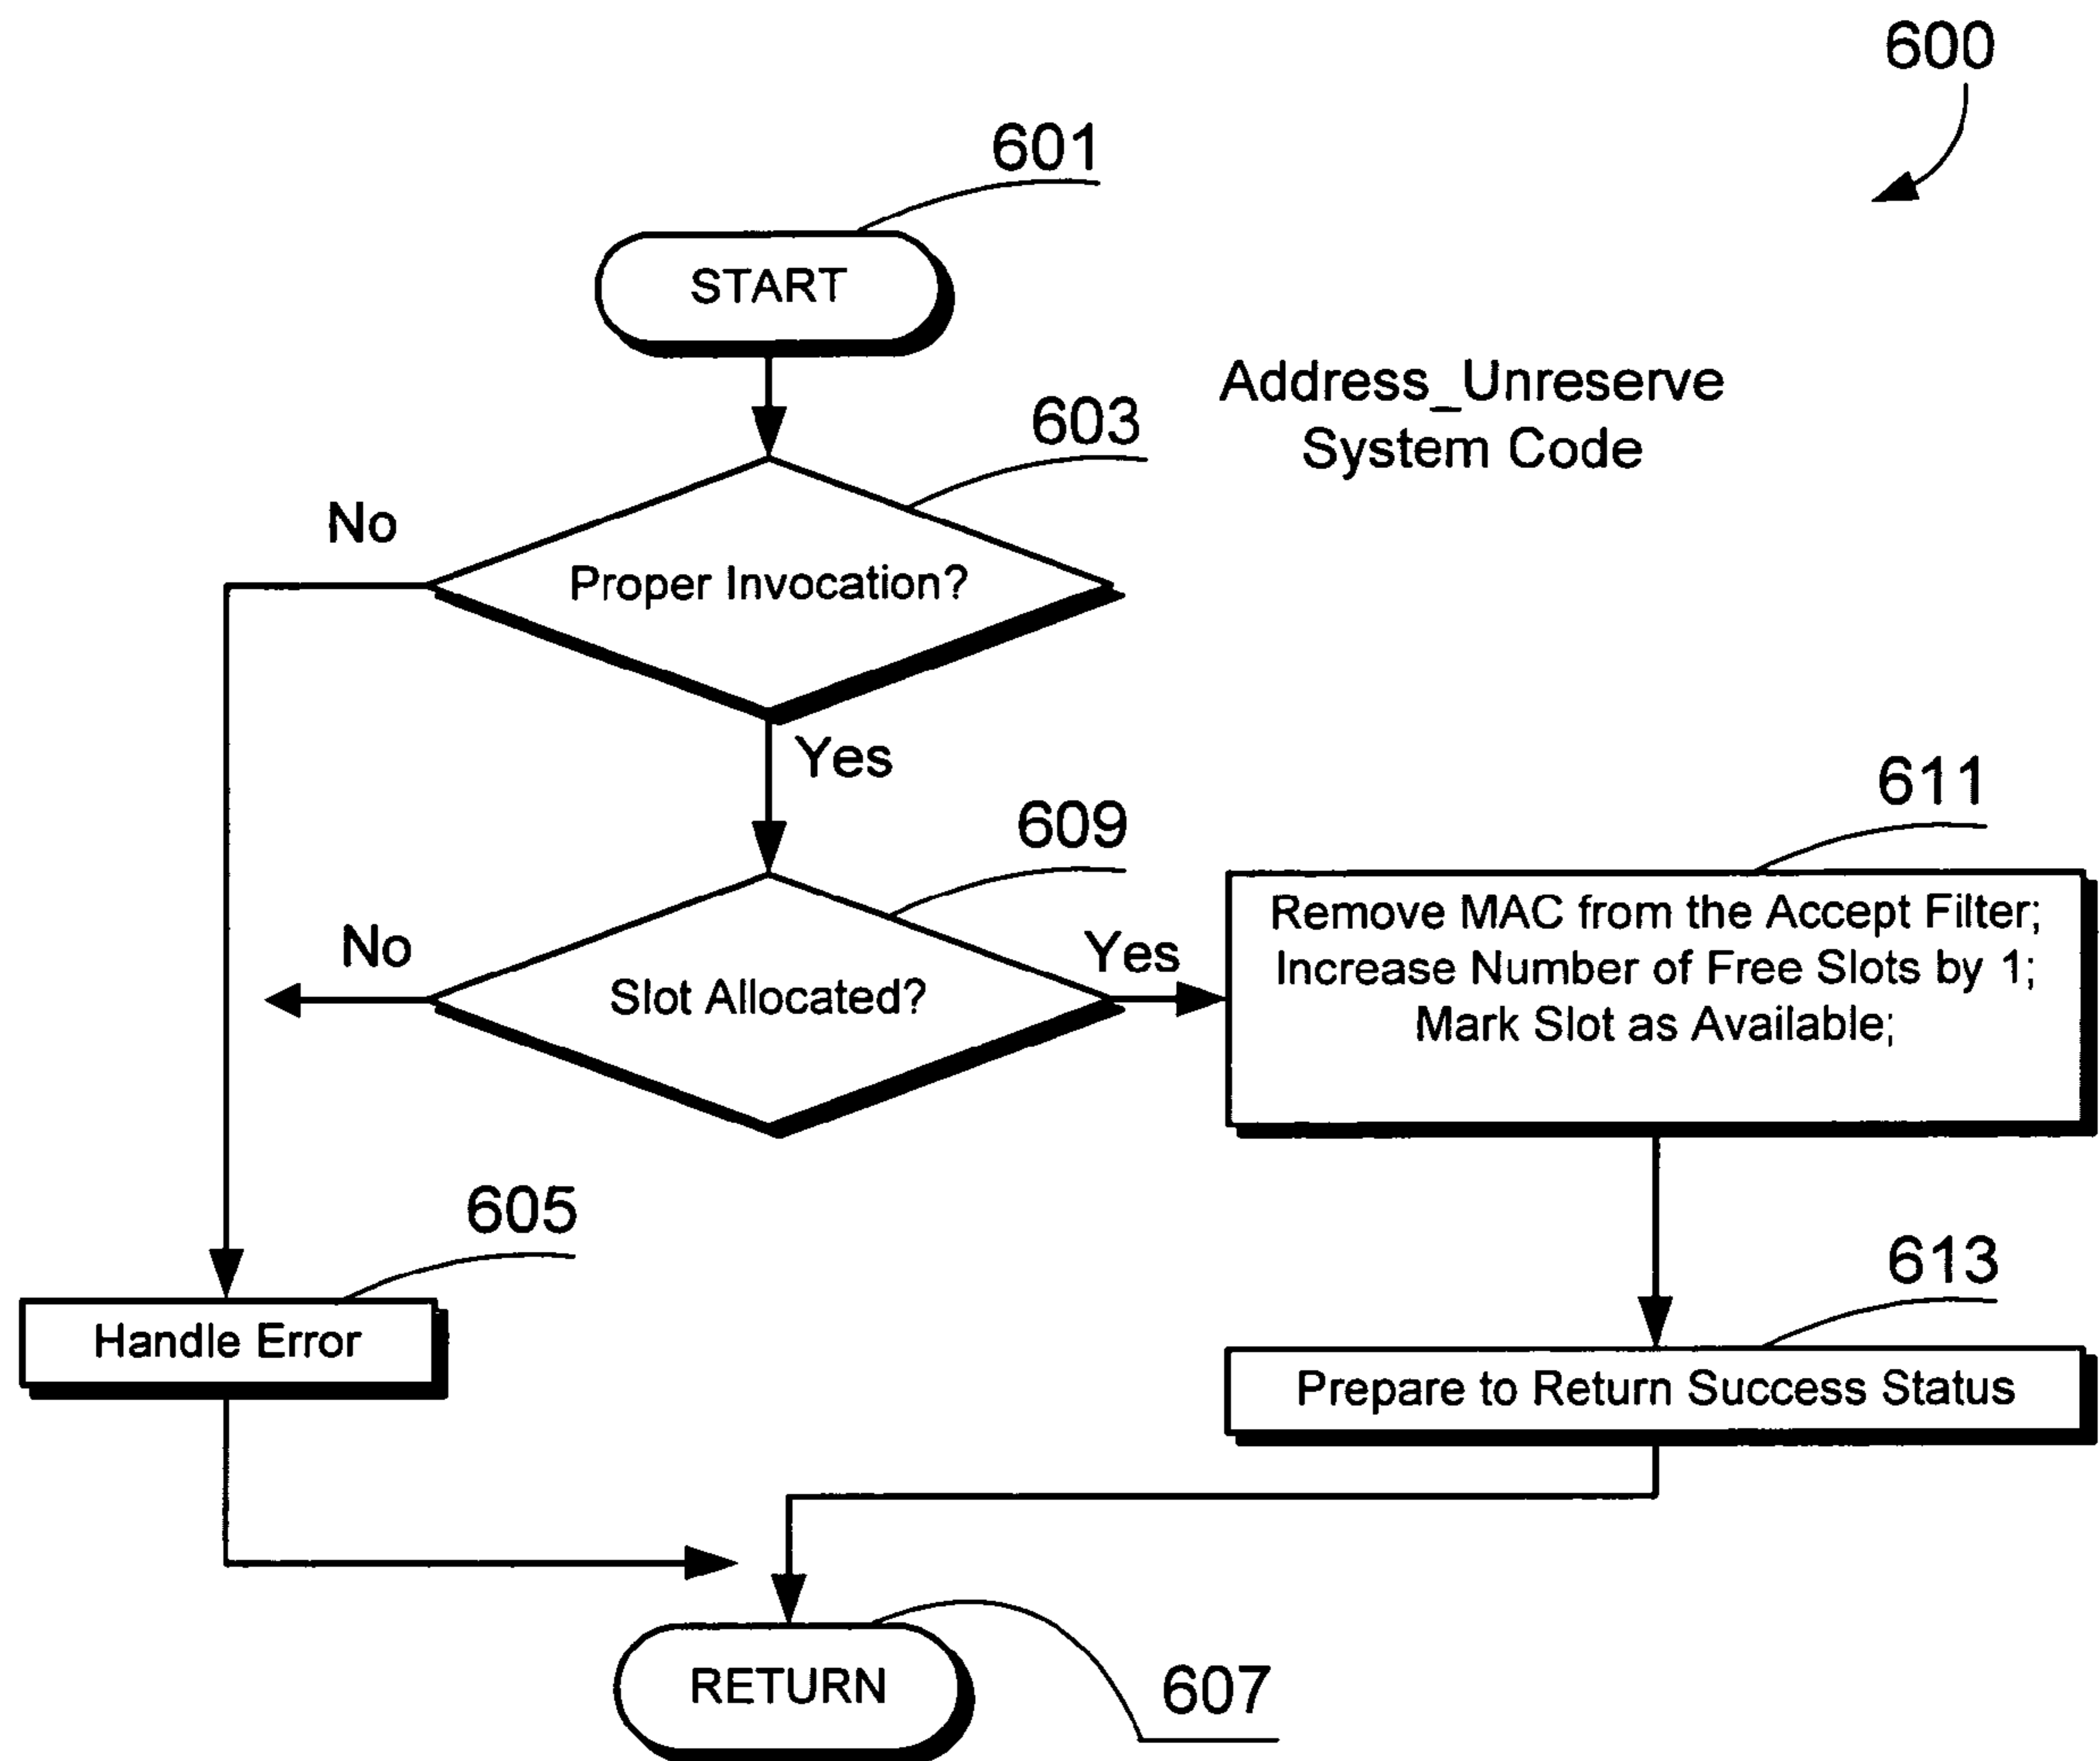 600
601
START
Address_Unreserve
System Code
603
No
Proper Invocation?
Yes
609
611
No
Slot Allocated?
Yes
Remove MAC from the Accept Filter;
Increase Number of Free Slots by 1;
Mark Slot as Available;
605
Handle Error
613
Prepare to Return Success Status
RETURN
607